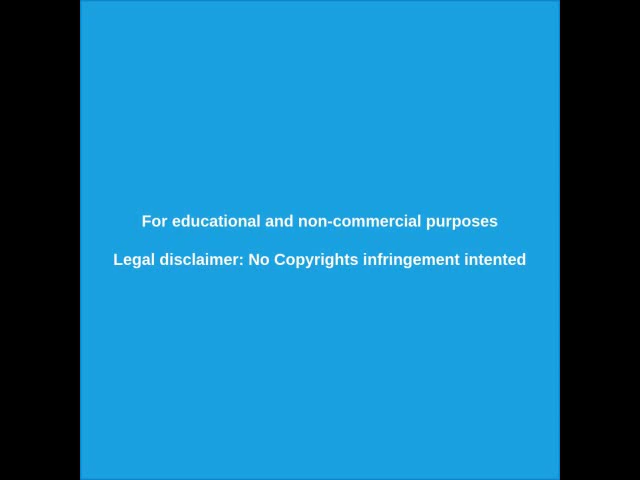 For educational and non-commercial purposes
Legal disclaimer: No Copyrights infringement intented